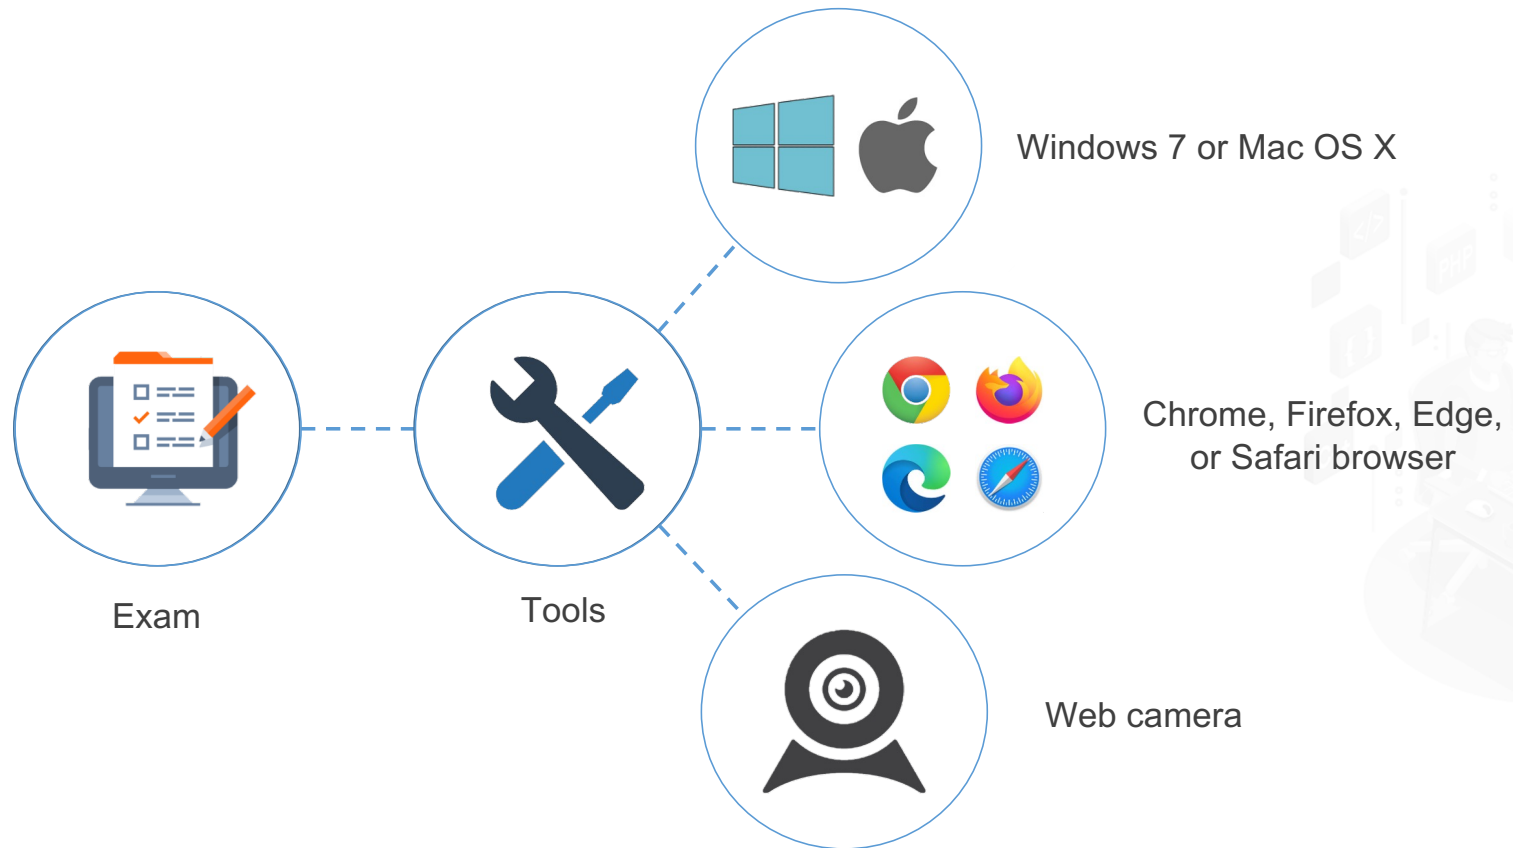 Windows 7 or Mac OS X
Chrome, Firefox, Edge,
or Safari browser
Exam
Tools
Web camera